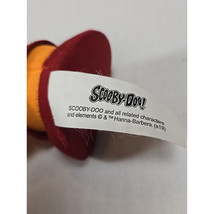 SCOOBY-DOO!
SCOOBY-DOO and all related characters
and elements © & ™ Hanna-Barbera.